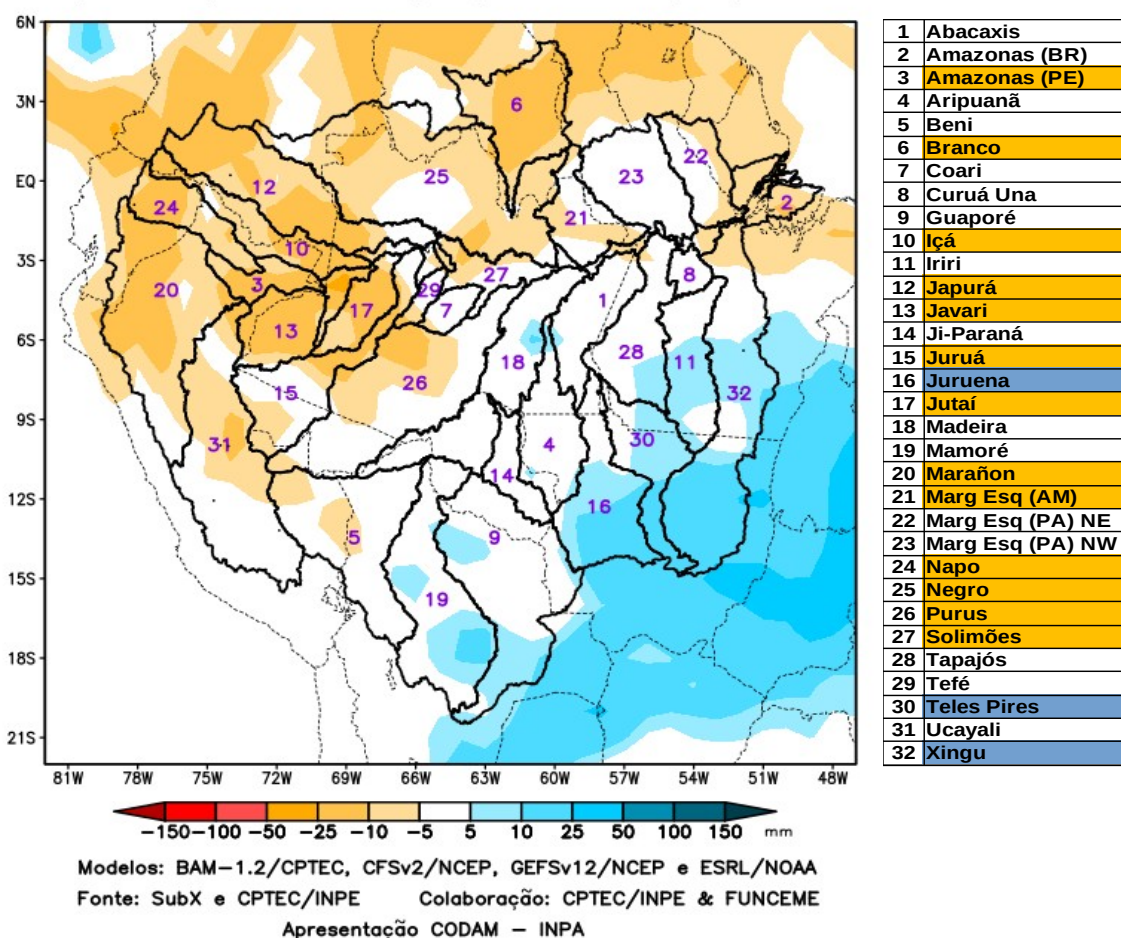 6N
3N
EQ
3S
6S
9S
12S
15S
18S
21S
81W 78W 75W 72W 69W 66W 63W 60W 57W 54W 51W 48W
6
22
12
25
23
24
2
21
10
3
20
27
29
8
7
1
17
13
18
28
11
26
15
32
31
4
30
14
16
5
9
19
-150 -100 -50 -25 -10 -5 5 10 25 50 100 150 mm
Modelos: BAM-1.2/CPTEC, CFSv2/NCEP, GEFSv12/NCEP e ESRL/NOAA
Fonte: SubX e CPTEC/INPE Colaboração: CPTEC/INPE & FUNCEME
Apresentação CODAM - INPA
1 Abacaxis
2 Amazonas (BR)
3 Amazonas (PE)
4 Aripuanã
5 Beni
6 Branco
7 Coari
8 Curuá Una
9 Guaporé
10 Içá
11 Iriri
12 Japurá
13 Javari
14 Ji-Paraná
15 Juruá
16 Juruena
17 Jutaí
18 Madeira
19 Mamoré
20 Marañon
21 Marg Esq (AM)
22 Marg Esq (PA) NE
23 Marg Esq (PA) NW
24 Napo
25 Negro
26 Purus
27 Solimões
28 Tapajós
29 Tefé
30 Teles Pires
31 Ucayali
32 Xingu